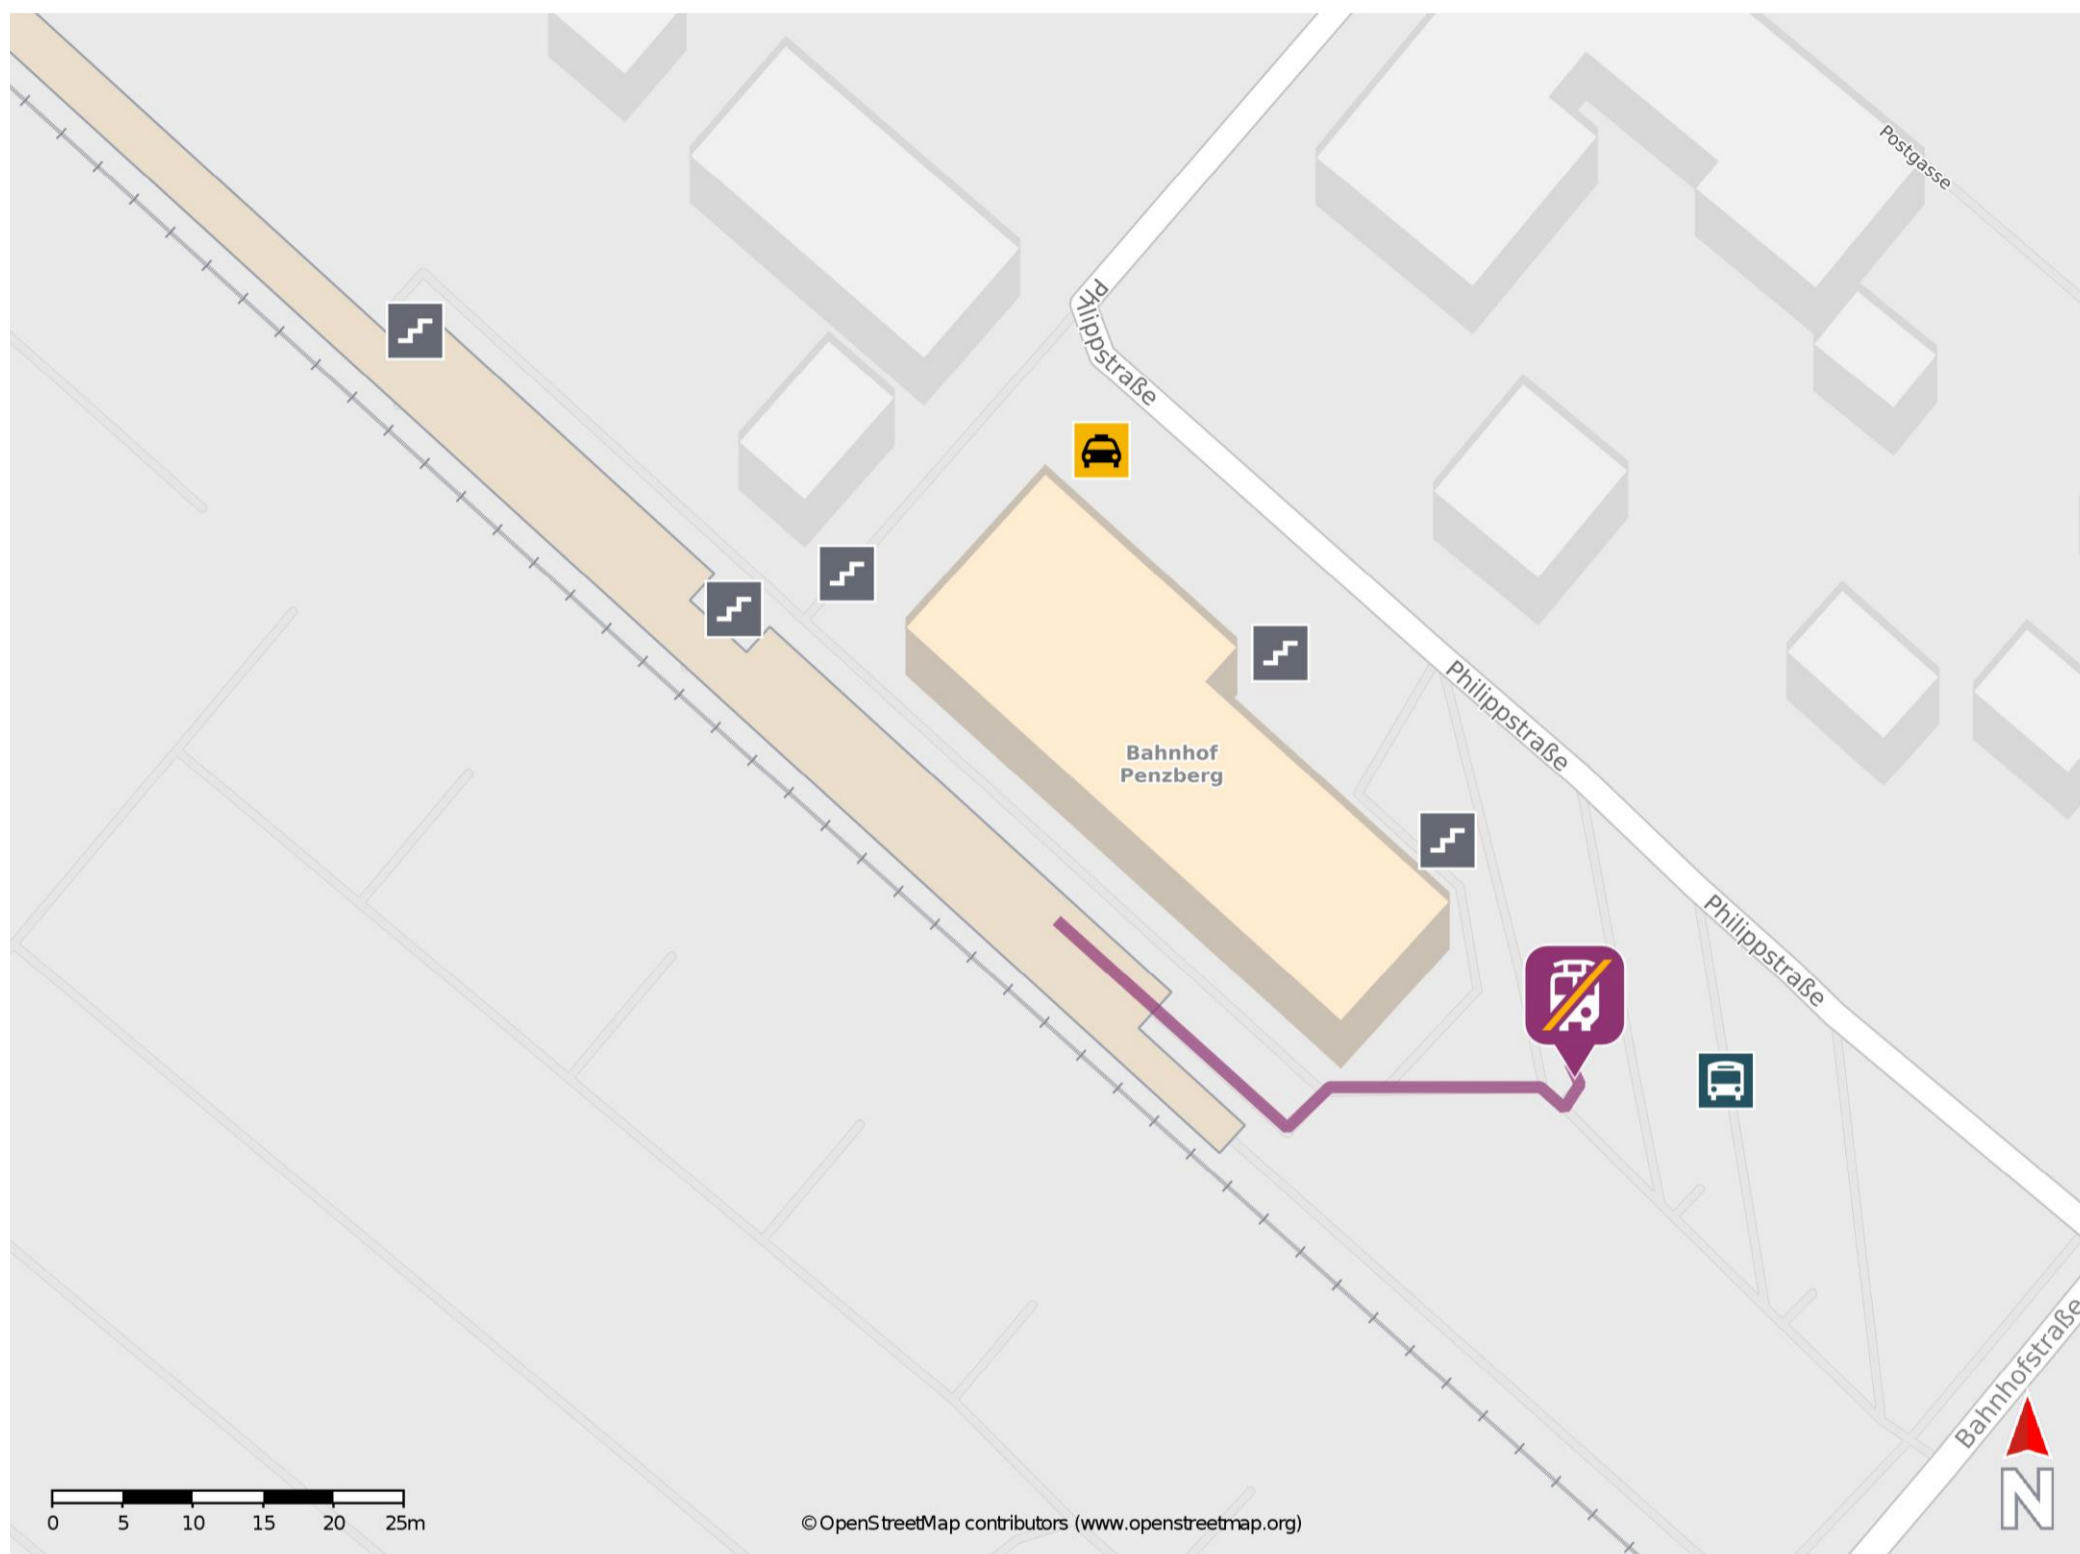 Postgasse
Philippstraße
Bahnhof
Penzberg
Philippstraße
Philippstraße
Bahnhofstraße
N
0 5 10 15 20 25m
©OpenStreetMap contributors (www.openstreetmap.org)